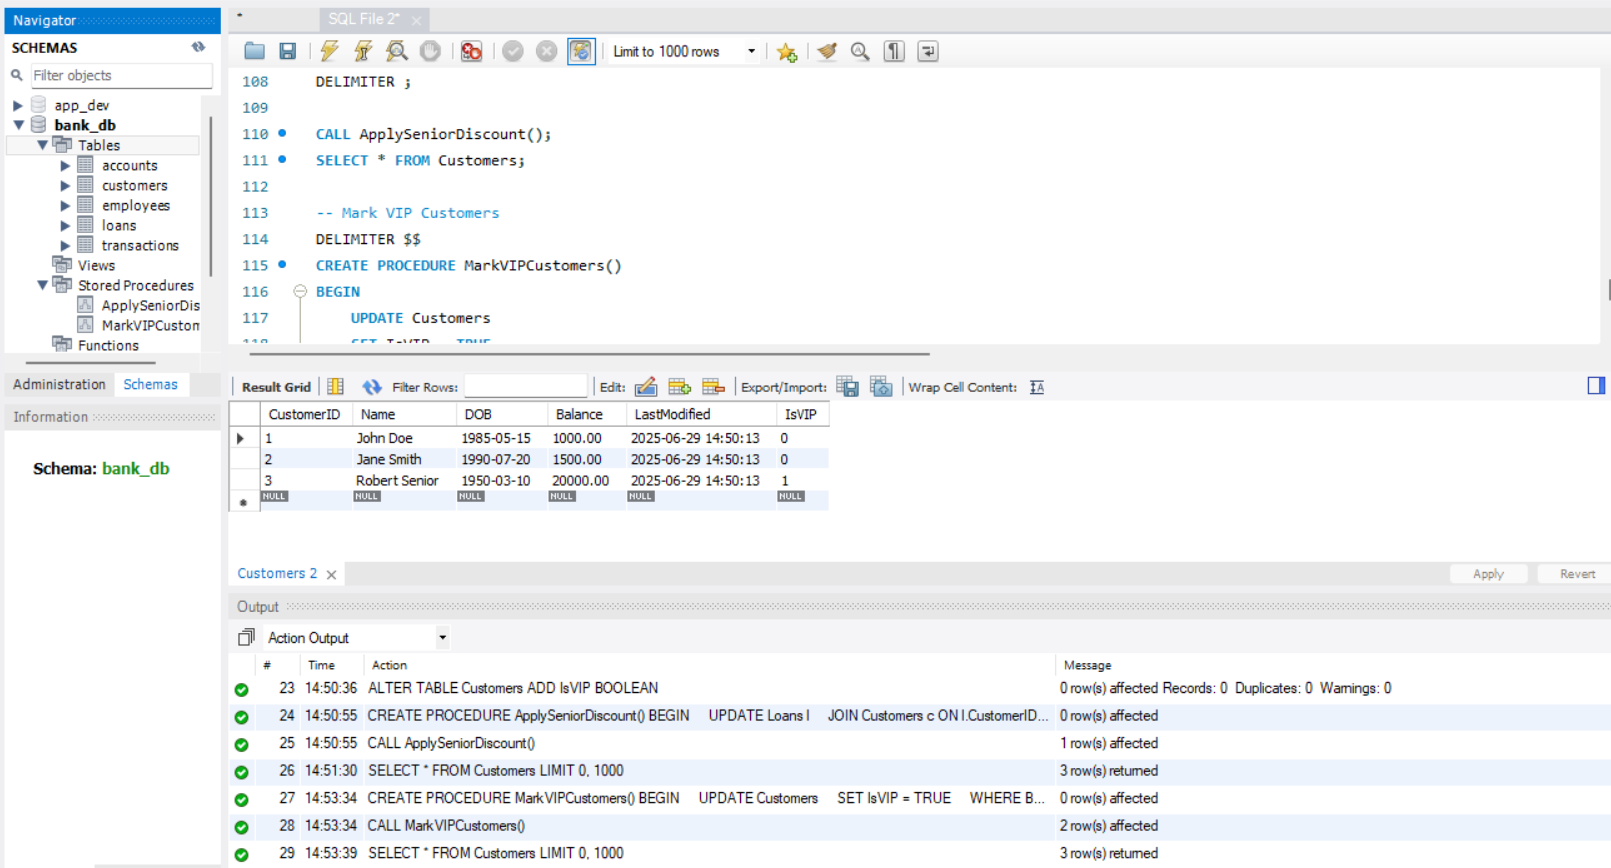 Navigator
SCHEMAS
Filter objects
app_dev
bank_db
Tables
accounts
customers
employees
loans
transactions
Views
Stored Procedures
ApplySeniorDis
MarkVIPCuston
Functions
Administration Schemas
Information
Schema: bank_db
SQL File 2*
Limit to 1000 rows
108 DELIMITER ;
109
110 CALL ApplySeniorDiscount();
111 SELECT * FROM Customers;
112
113 -- Mark VIP Customers
114 DELIMITER $$
115 CREATE PROCEDURE MarkVIPCustomers()
116 BEGIN
117 UPDATE Customers
118 SET IsVIP = TRUE
Result Grid Filter Rows: Edit: Export/Import: Wrap Cell Content:
CustomerID Name DOB Balance LastModified IsVIP
1 John Doe 1985-05-15 1000.00 2025-06-29 14:50:13 0
2 Jane Smith 1990-07-20 1500.00 2025-06-29 14:50:13 0
3 Robert Senior 1950-03-10 20000.00 2025-06-29 14:50:13 1
NULL NULL NULL NULL NULL NULL
Customers 2 Apply Revert
Output
Action Output
# Time Action Message
23 14:50:36 ALTER TABLE Customers ADD IsVIP BOOLEAN 0 row(s) affected Records: 0 Duplicates: 0 Warnings: 0
24 14:50:55 CREATE PROCEDURE ApplySeniorDiscount() BEGIN UPDATE Loans l JOIN Customers c ON l.CustomerID... 0 row(s) affected
25 14:50:55 CALL ApplySeniorDiscount() 1 row(s) affected
26 14:51:30 SELECT * FROM Customers LIMIT 0, 1000 3 row(s) returned
27 14:53:34 CREATE PROCEDURE MarkVIPCustomers() BEGIN UPDATE Customers SET IsVIP = TRUE WHERE B... 0 row(s) affected
28 14:53:34 CALL MarkVIPCustomers() 2 row(s) affected
29 14:53:39 SELECT * FROM Customers LIMIT 0, 1000 3 row(s) returned